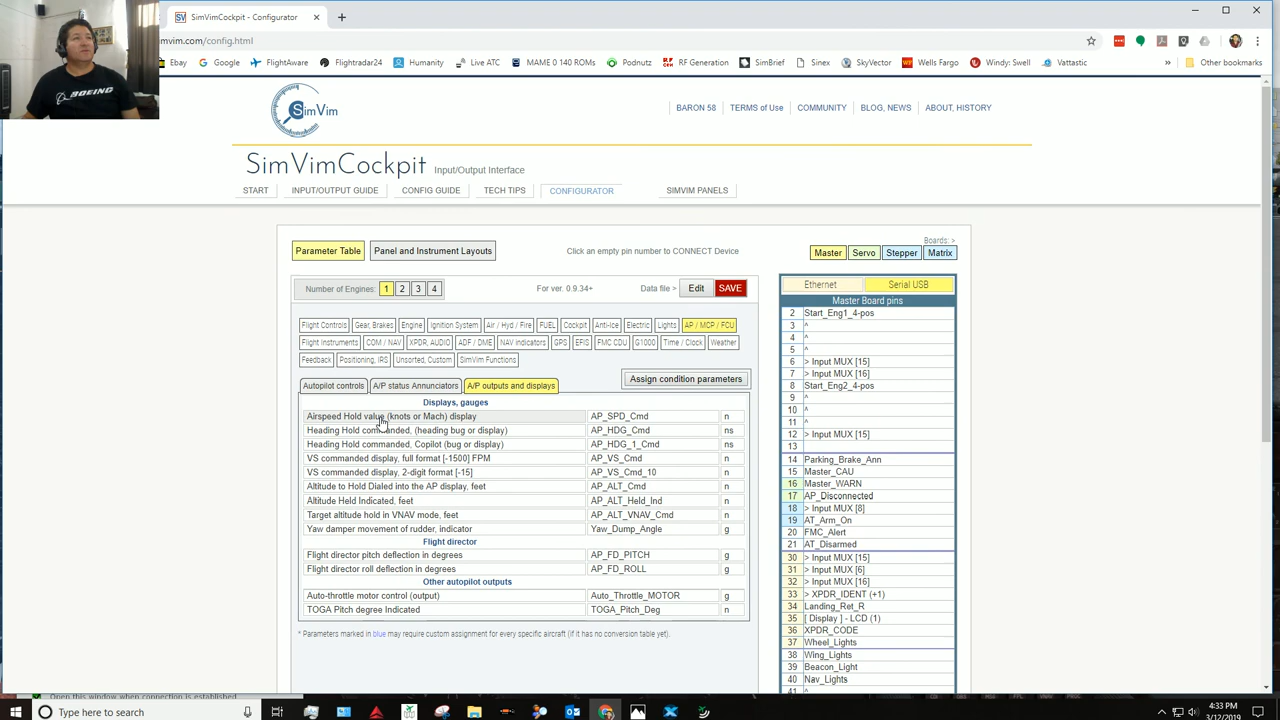 SimVimCockpit - Configurator
mvim.com/config.html
Ebay
Google
FlightAware
Flightradar24
Humanity
Live ATC
MAME 0 140 ROMs
Podnutz
RF Generation
SimBrief
Sinex
SkyVector
Wells Fargo
Windy: Swell
Vattastic
»
Other bookmarks
BOEING
SimVim
BARON 58
TERMS of Use
COMMUNITY
BLOG, NEWS
ABOUT, HISTORY
SimVimCockpit Input/Output Interface
START
INPUT/OUTPUT GUIDE
CONFIG GUIDE
TECH TIPS
CONFIGURATOR
SIMVIM PANELS
Parameter Table
Panel and Instrument Layouts
Click an empty pin number to CONNECT Device
Boards: >
Master
Servo
Stepper
Matrix
Number of Engines: 1 2 3 4
For ver. 0.9.34+
Data file >
Edit
SAVE
Flight Controls
Gear, Brakes
Engine
Ignition System
Air / Hyd / Fire
FUEL
Cockpit
Anti-Ice
Electric
Lights
AP / MCP / FCU
Flight Instruments
COM / NAV
XPDR, AUDIO
ADF / DME
NAV indicators
GPS
EFIS
FMC CDU
G1000
Time / Clock
Weather
Feedback
Positioning, IRS
Unsorted, Custom
SimVim Functions
Autopilot controls
A/P status Annunciators
A/P outputs and displays
Assign condition parameters
Displays, gauges
Airspeed Hold value (knots or Mach) display AP_SPD_Cmd n
Heading Hold commanded, (heading bug or display) AP_HDG_Cmd ns
Heading Hold commanded, Copilot (bug or display) AP_HDG_1_Cmd ns
VS commanded display, full format [-1500] FPM AP_VS_Cmd n
VS commanded display, 2-digit format [-15] AP_VS_Cmd_10 n
Altitude to Hold Dialed into the AP display, feet AP_ALT_Cmd n
Altitude Held Indicated, feet AP_ALT_Held_Ind n
Target altitude hold in VNAV mode, feet AP_ALT_VNAV_Cmd n
Yaw damper movement of rudder, indicator Yaw_Dump_Angle g
Flight director
Flight director pitch deflection in degrees AP_FD_PITCH g
Flight director roll deflection in degrees AP_FD_ROLL g
Other autopilot outputs
Auto-throttle motor control (output) Auto_Throttle_MOTOR g
TOGA Pitch degree Indicated TOGA_Pitch_Deg n
* Parameters marked in blue may require custom assignment for every specific aircraft (if it has no conversion table yet).
Ethernet
Serial USB
Master Board pins
2 Start_Eng1_4-pos
3 ^
4 ^
5 ^
6 > Input MUX [15]
7 > Input MUX [16]
8 Start_Eng2_4-pos
9 ^
10 ^
11 ^
12 > Input MUX [15]
13
14 Parking_Brake_Ann
15 Master_CAU
16 Master_WARN
17 AP_Disconnected
18 > Input MUX [8]
19 AT_Arm_On
20 FMC_Alert
21 AT_Disarmed
30 > Input MUX [15]
31 > Input MUX [6]
32 > Input MUX [16]
33 > XPDR_IDENT (+1)
34 Landing_Ret_R
35 [ Display ] - LCD (1)
36 XPDR_CODE
37 Wheel_Lights
38 Wing_Lights
39 Beacon_Light
40 Nav_Lights
41 ^
Open this window when connection is established
Type here to search
4:33 PM
3/12/2019